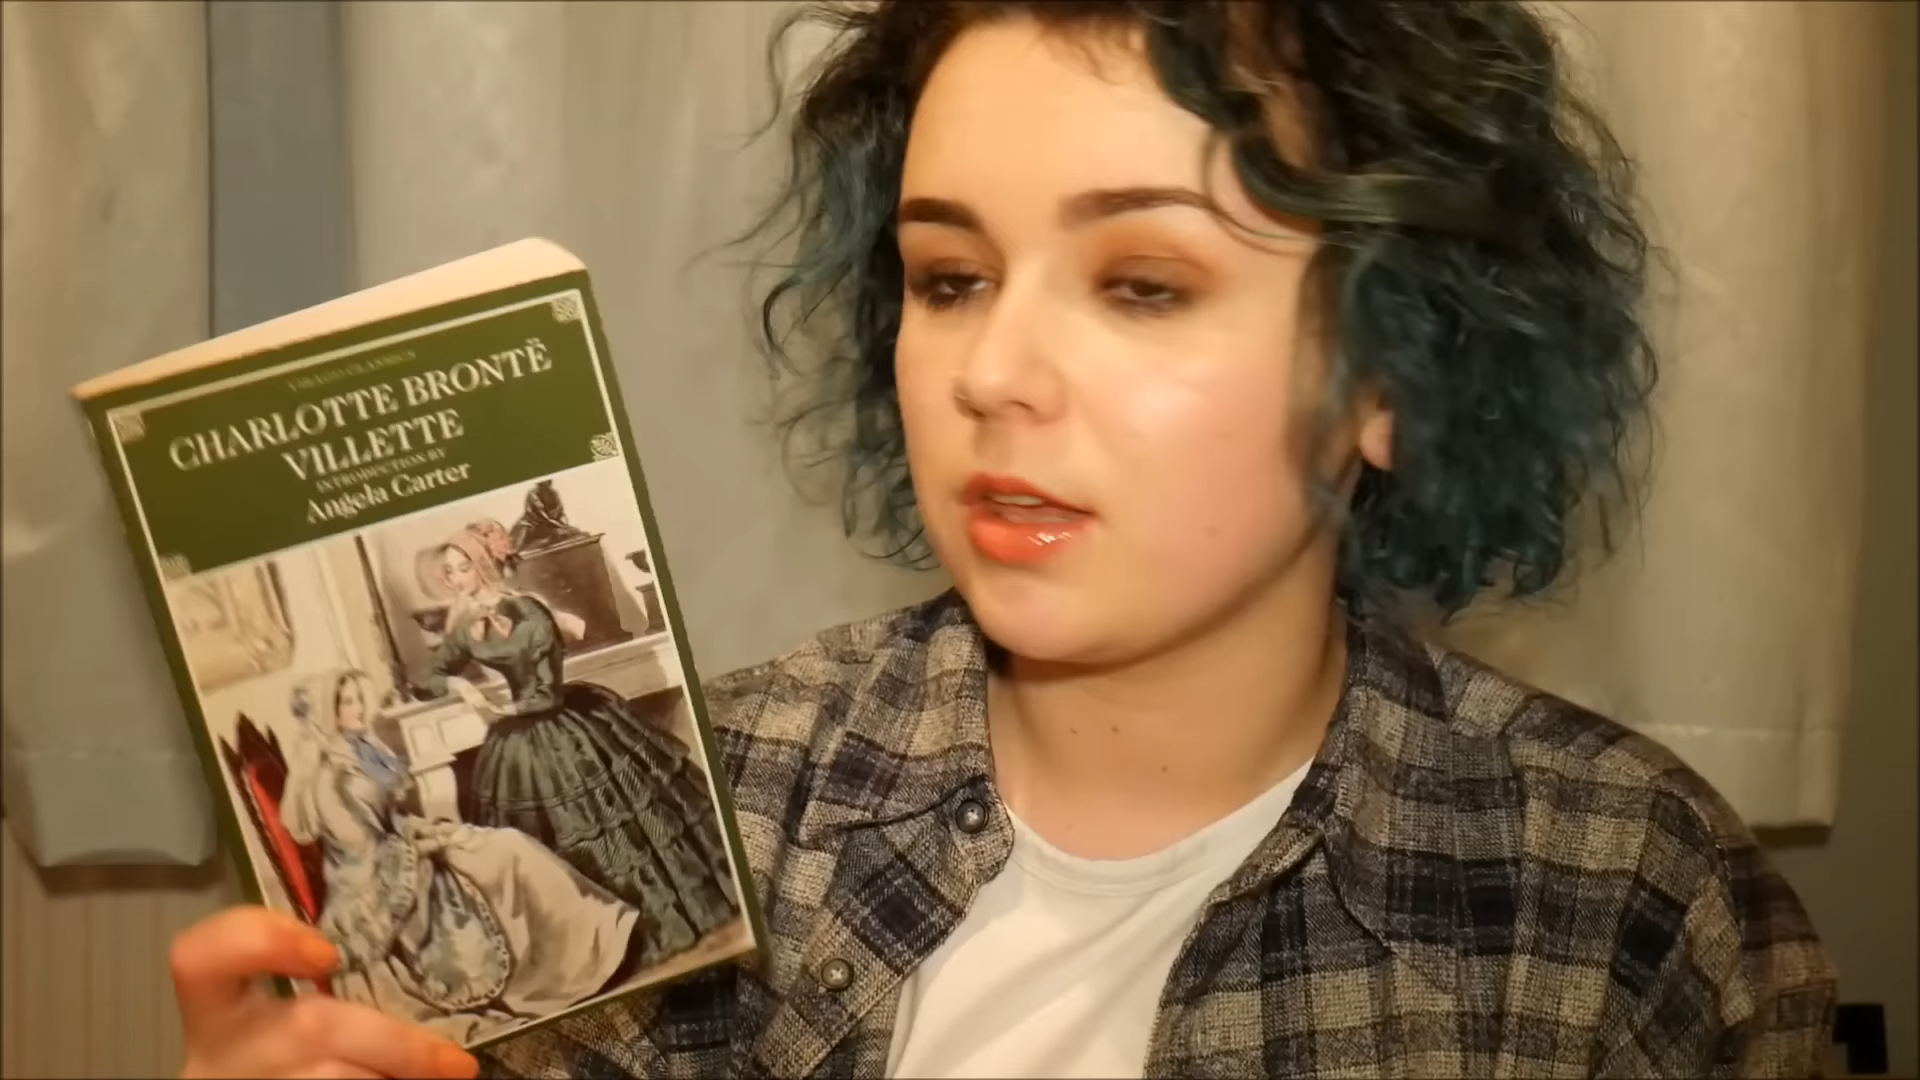 VIRAGO CLASSICS
CHARLOTTE BRONTË
VILLETTE
INTRODUCTION BY
Angela Carter